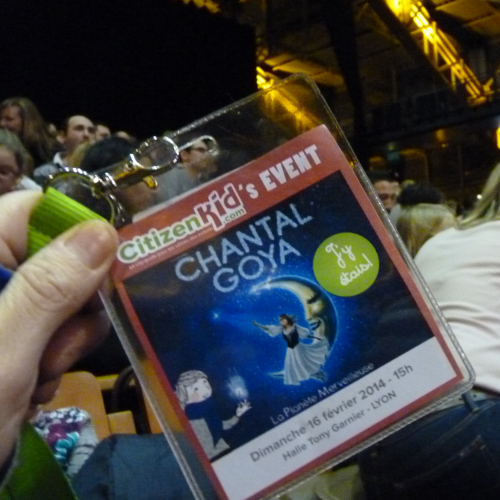 CitizenKid.com's EVENT
CHANTAL
GOYA
J'y
étais!
La Planète Merveilleuse
Dimanche 16 février 2014 - 15h
Halle Tony Garnier - LYON